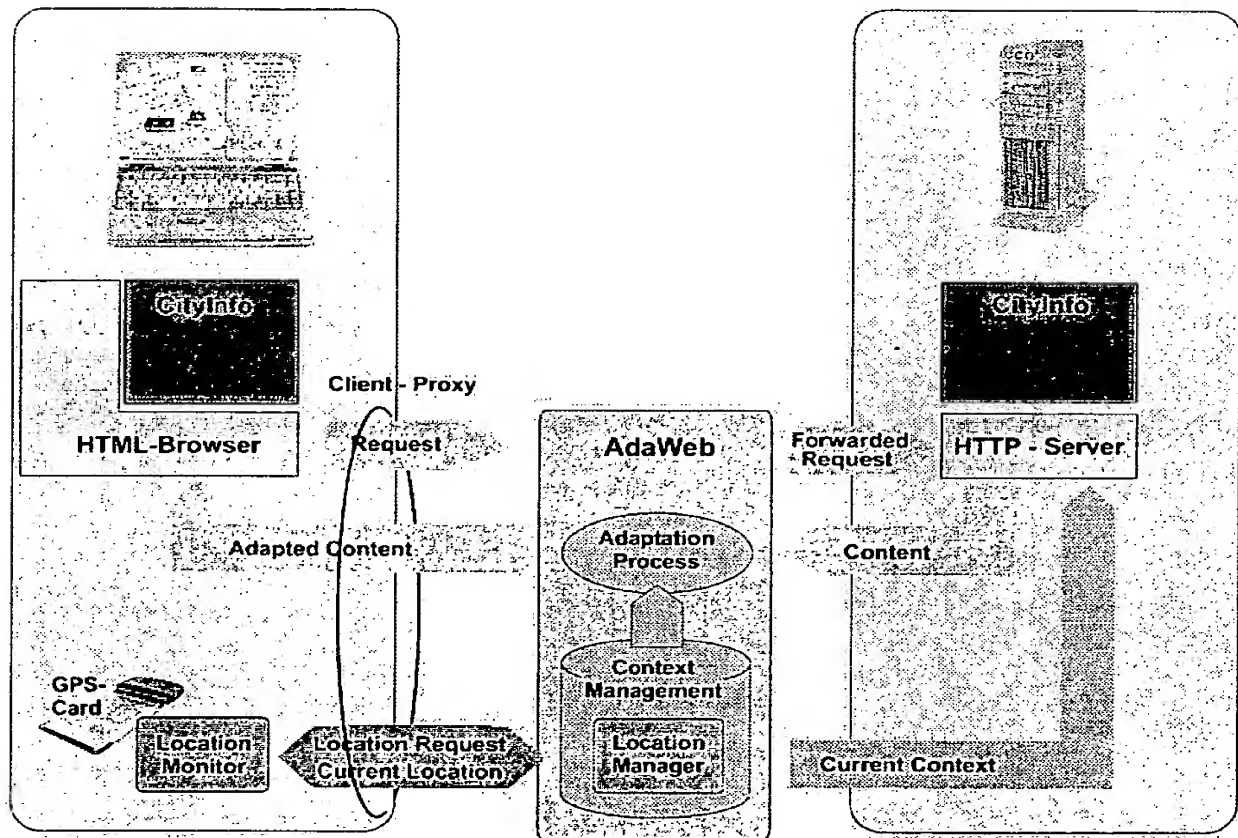 CityInfo
HTML-Browser
Client - Proxy
Request
Adapted Content
GPS-
Card
Location
Monitor
Location Request
Current Location
AdaWeb
Adaptation
Process
Context
Management
Location
Manager
Forwarded
Request
Content
Current Context
CityInfo
HTTP - Server